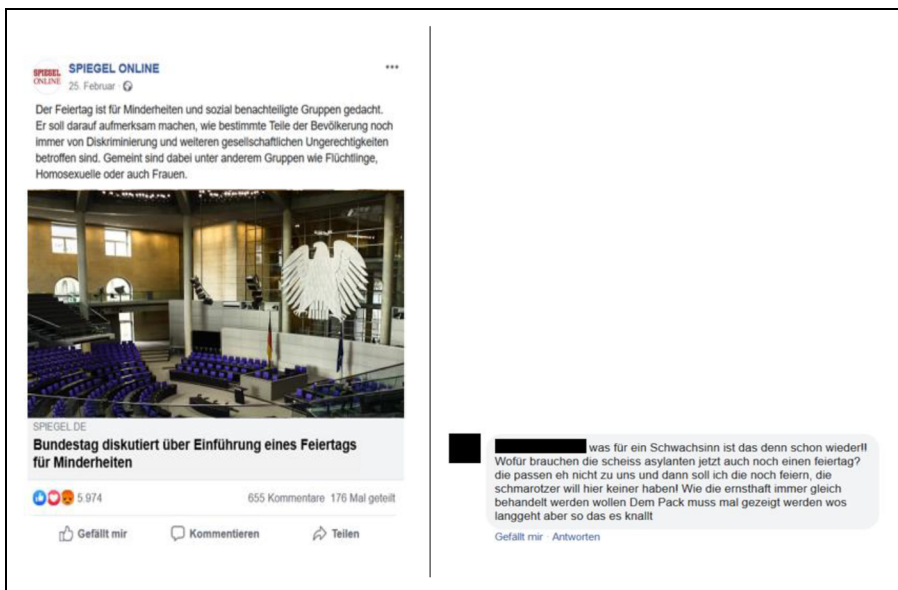 SPIEGEL ONLINE
SPIEGEL ONLINE
25. Februar
Der Feiertag ist für Minderheiten und sozial benachteiligte Gruppen gedacht.
Er soll darauf aufmerksam machen, wie bestimmte Teile der Bevölkerung noch
immer von Diskriminierung und weiteren gesellschaftlichen Ungerechtigkeiten
betroffen sind. Gemeint sind dabei unter anderem Gruppen wie Flüchtlinge,
Homosexuelle oder auch Frauen.
SPIEGEL.DE
Bundestag diskutiert über Einführung eines Feiertags
für Minderheiten
5.974
655 Kommentare 176 Mal geteilt
Gefällt mir Kommentieren Teilen
was für ein Schwachsinn ist das denn schon wieder!!
Wofür brauchen die scheiss asylanten jetzt auch noch einen feiertag?
die passen eh nicht zu uns und dann soll ich die noch feiern, die
schmarotzer will hier keiner haben! Wie die ernsthaft immer gleich
behandelt werden wollen Dem Pack muss mal gezeigt werden wos
langgeht aber so das es knallt
Gefällt mir · Antworten